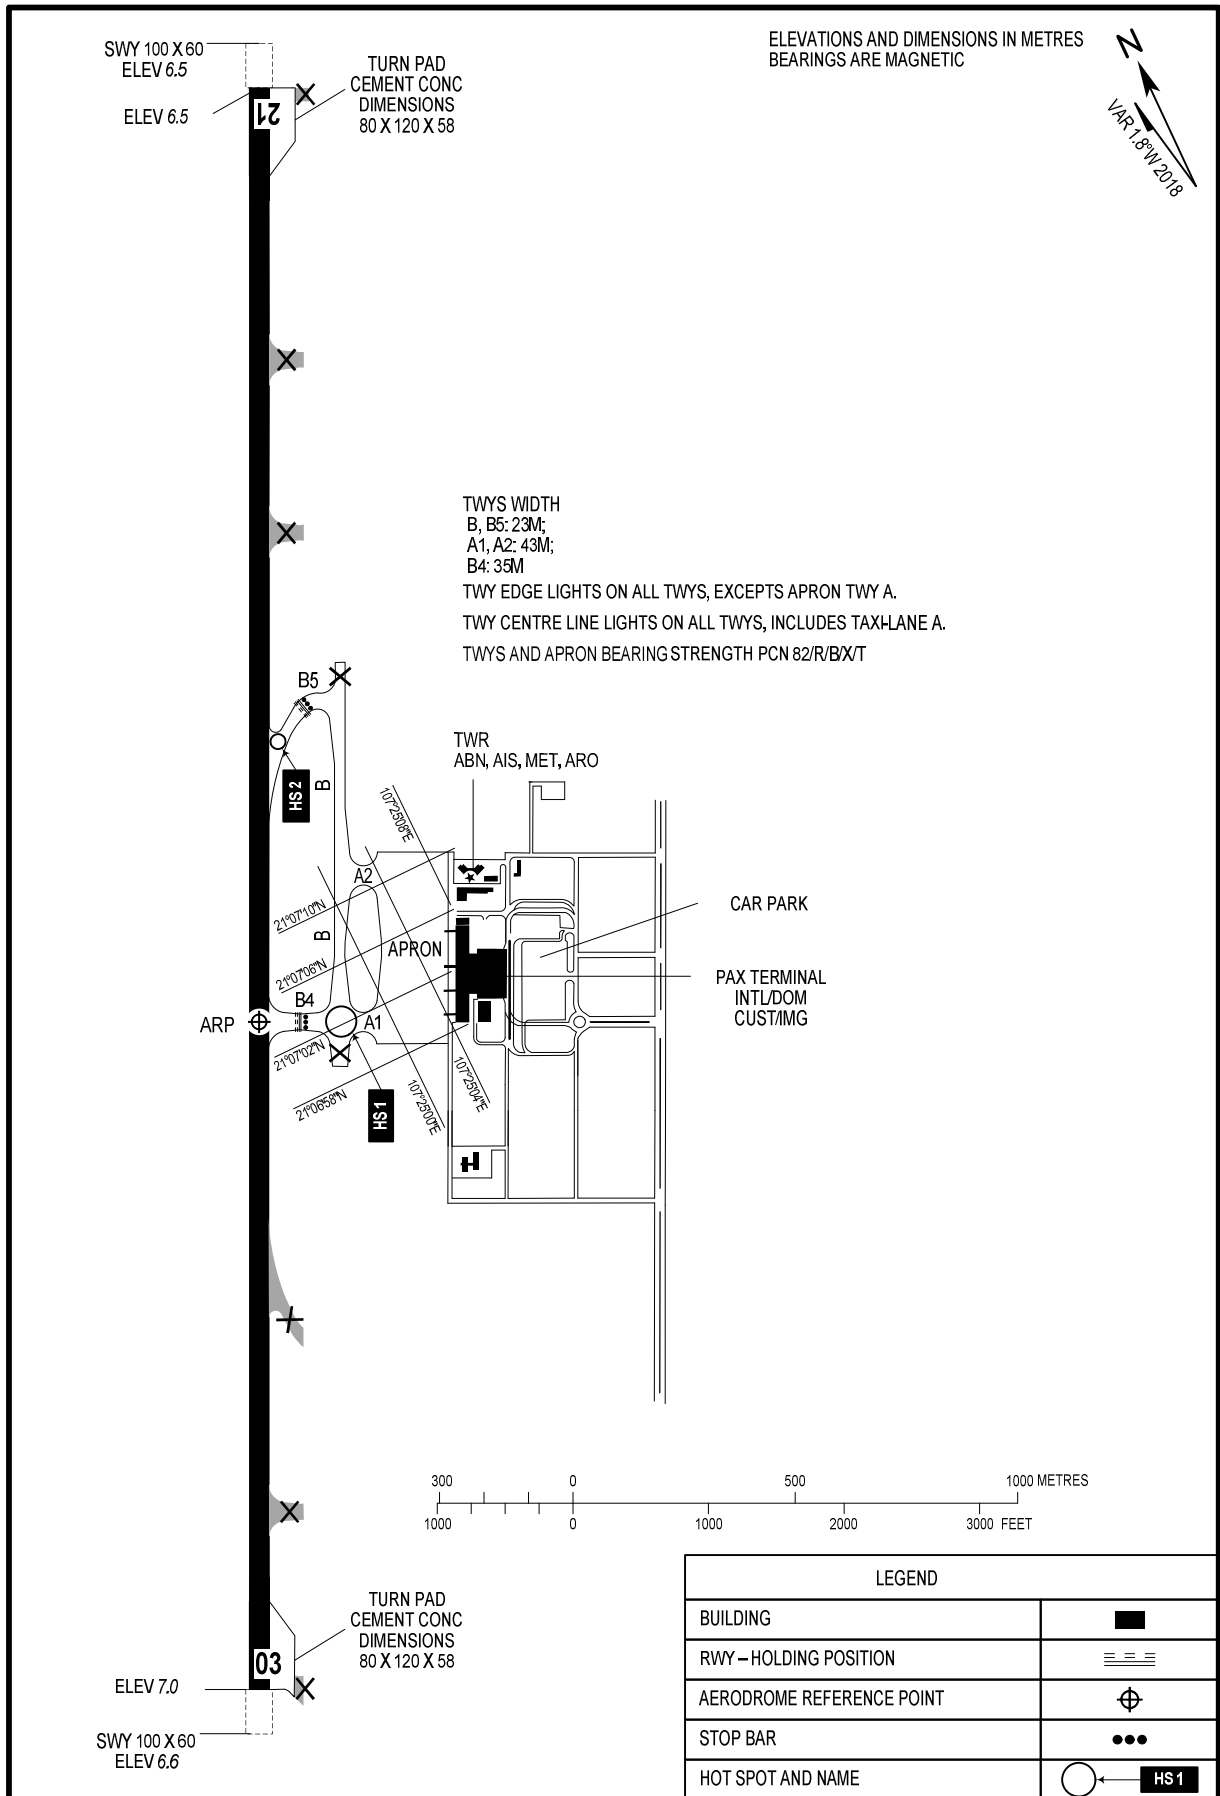 SWY 100 X 60
ELEV 6.5
ELEV 6.5
21
TURN PAD
CEMENT CONC
DIMENSIONS
80 X 120 X 58
ELEVATIONS AND DIMENSIONS IN METRES
BEARINGS ARE MAGNETIC
N
VAR 1.8°W 2018
TWYS WIDTH
B, B5: 23M;
A1, A2: 43M;
B4: 35M
TWY EDGE LIGHTS ON ALL TWYS, EXCEPTS APRON TWY A.
TWY CENTRE LINE LIGHTS ON ALL TWYS, INCLUDES TAXI-LANE A.
TWYS AND APRON BEARING STRENGTH PCN 82/R/B/X/T
B5
HS 2
B
TWR
ABN, AIS, MET, ARO
107°25'08"E
A2
21°07'10"N
B
APRON
21°07'06"N
CAR PARK
PAX TERMINAL
INTL/DOM
CUST/IMG
ARP
B4
A1
21°07'02"N
21°06'58"N
HS 1
107°25'00"E
107°25'04"E
300 0 500 1000 METRES
1000 0 1000 2000 3000 FEET
TURN PAD
CEMENT CONC
DIMENSIONS
80 X 120 X 58
03
ELEV 7.0
SWY 100 X 60
ELEV 6.6
LEGEND
BUILDING
RWY – HOLDING POSITION
AERODROME REFERENCE POINT
STOP BAR
HOT SPOT AND NAME
HS 1